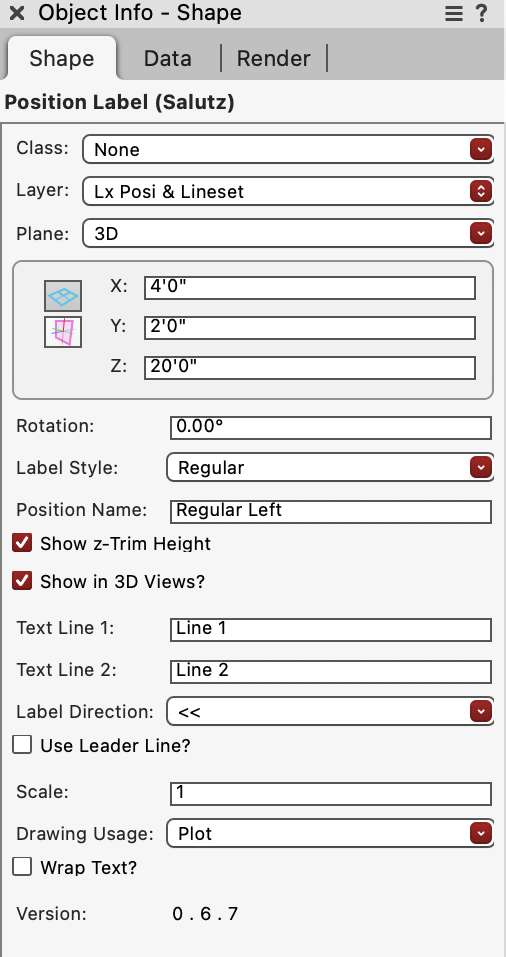 Object Info - Shape ?
Shape Data Render
Position Label (Salutz)
Class: None
Layer: Lx Posi & Lineset
Plane: 3D
X: 4'0"
Y: 2'0"
Z: 20'0"
Rotation: 0.00°
Label Style: Regular
Position Name: Regular Left
Show z-Trim Height
Show in 3D Views?
Text Line 1: Line 1
Text Line 2: Line 2
Label Direction: <<
Use Leader Line?
Scale: 1
Drawing Usage: Plot
Wrap Text?
Version: 0 . 6 . 7